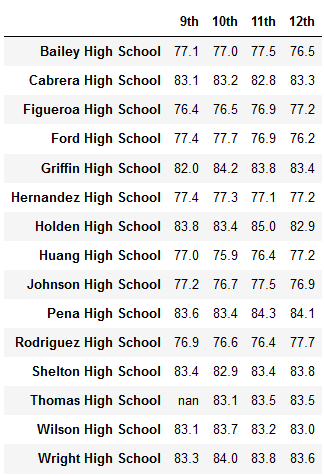 9th 10th 11th 12th
Bailey High School 77.1 77.0 77.5 76.5
Cabrera High School 83.1 83.2 82.8 83.3
Figueroa High School 76.4 76.5 76.9 77.2
Ford High School 77.4 77.7 76.9 76.2
Griffin High School 82.0 84.2 83.8 83.4
Hernandez High School 77.4 77.3 77.1 77.2
Holden High School 83.8 83.4 85.0 82.9
Huang High School 77.0 75.9 76.4 77.2
Johnson High School 77.2 76.7 77.5 76.9
Pena High School 83.6 83.4 84.3 84.1
Rodriguez High School 76.9 76.6 76.4 77.7
Shelton High School 83.4 82.9 83.4 83.8
Thomas High School nan 83.1 83.5 83.5
Wilson High School 83.1 83.7 83.2 83.0
Wright High School 83.3 84.0 83.8 83.6